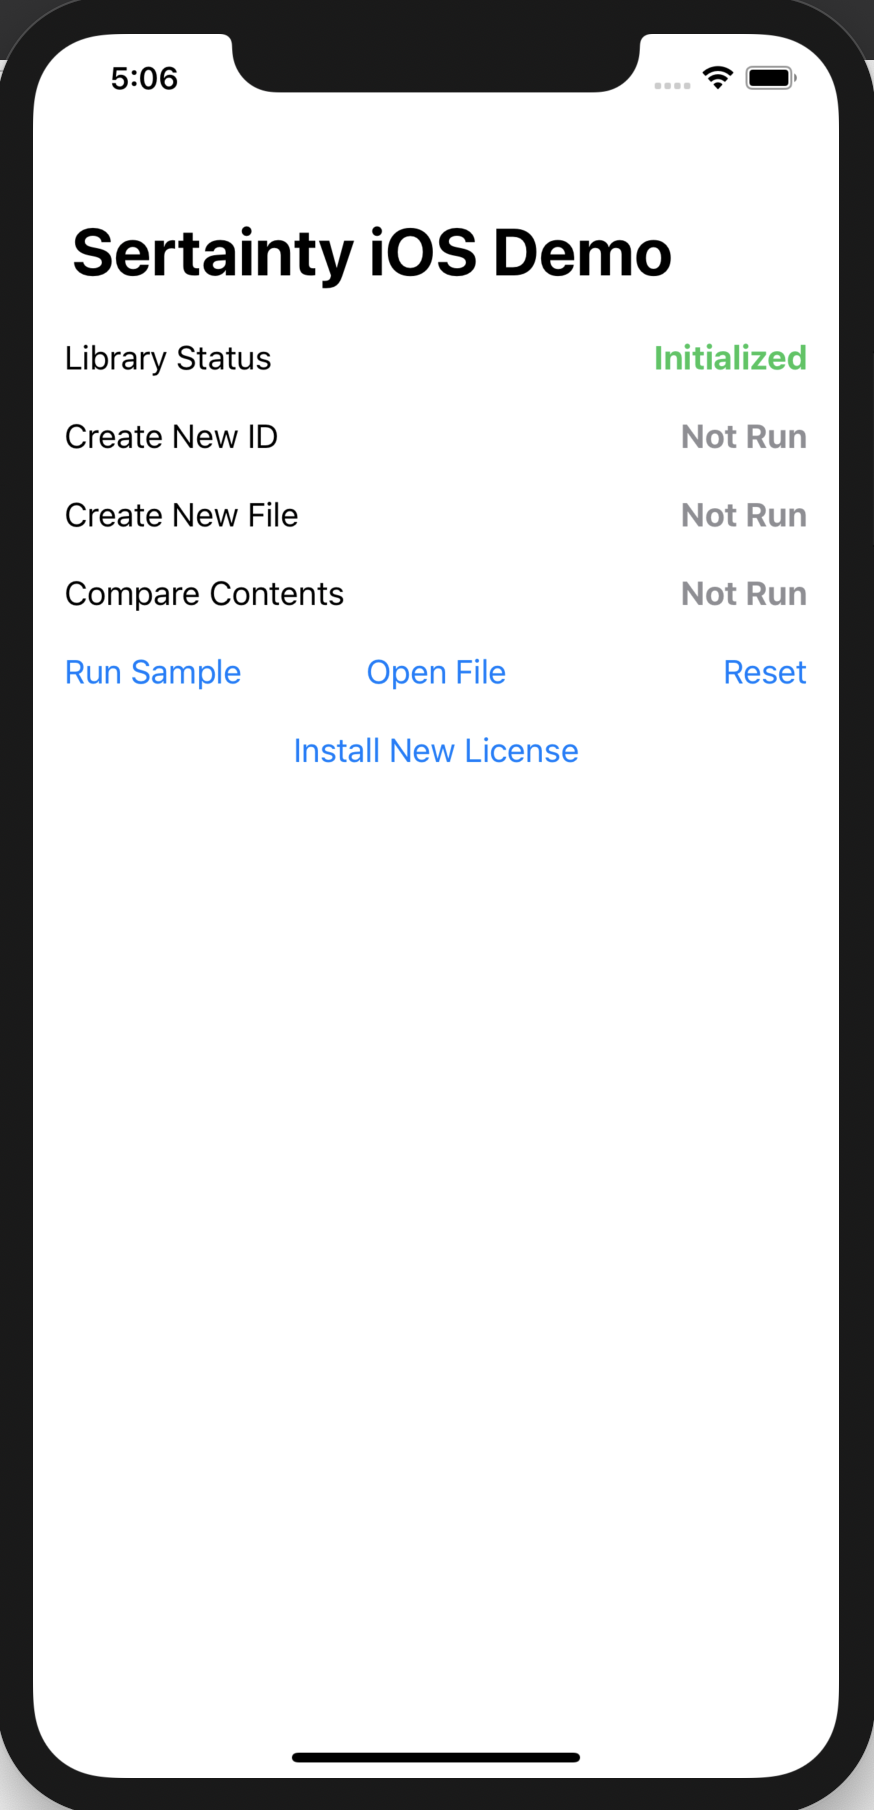 5:06
Sertainty iOS Demo
Library Status Initialized
Create New ID Not Run
Create New File Not Run
Compare Contents Not Run
Run Sample Open File Reset
Install New License